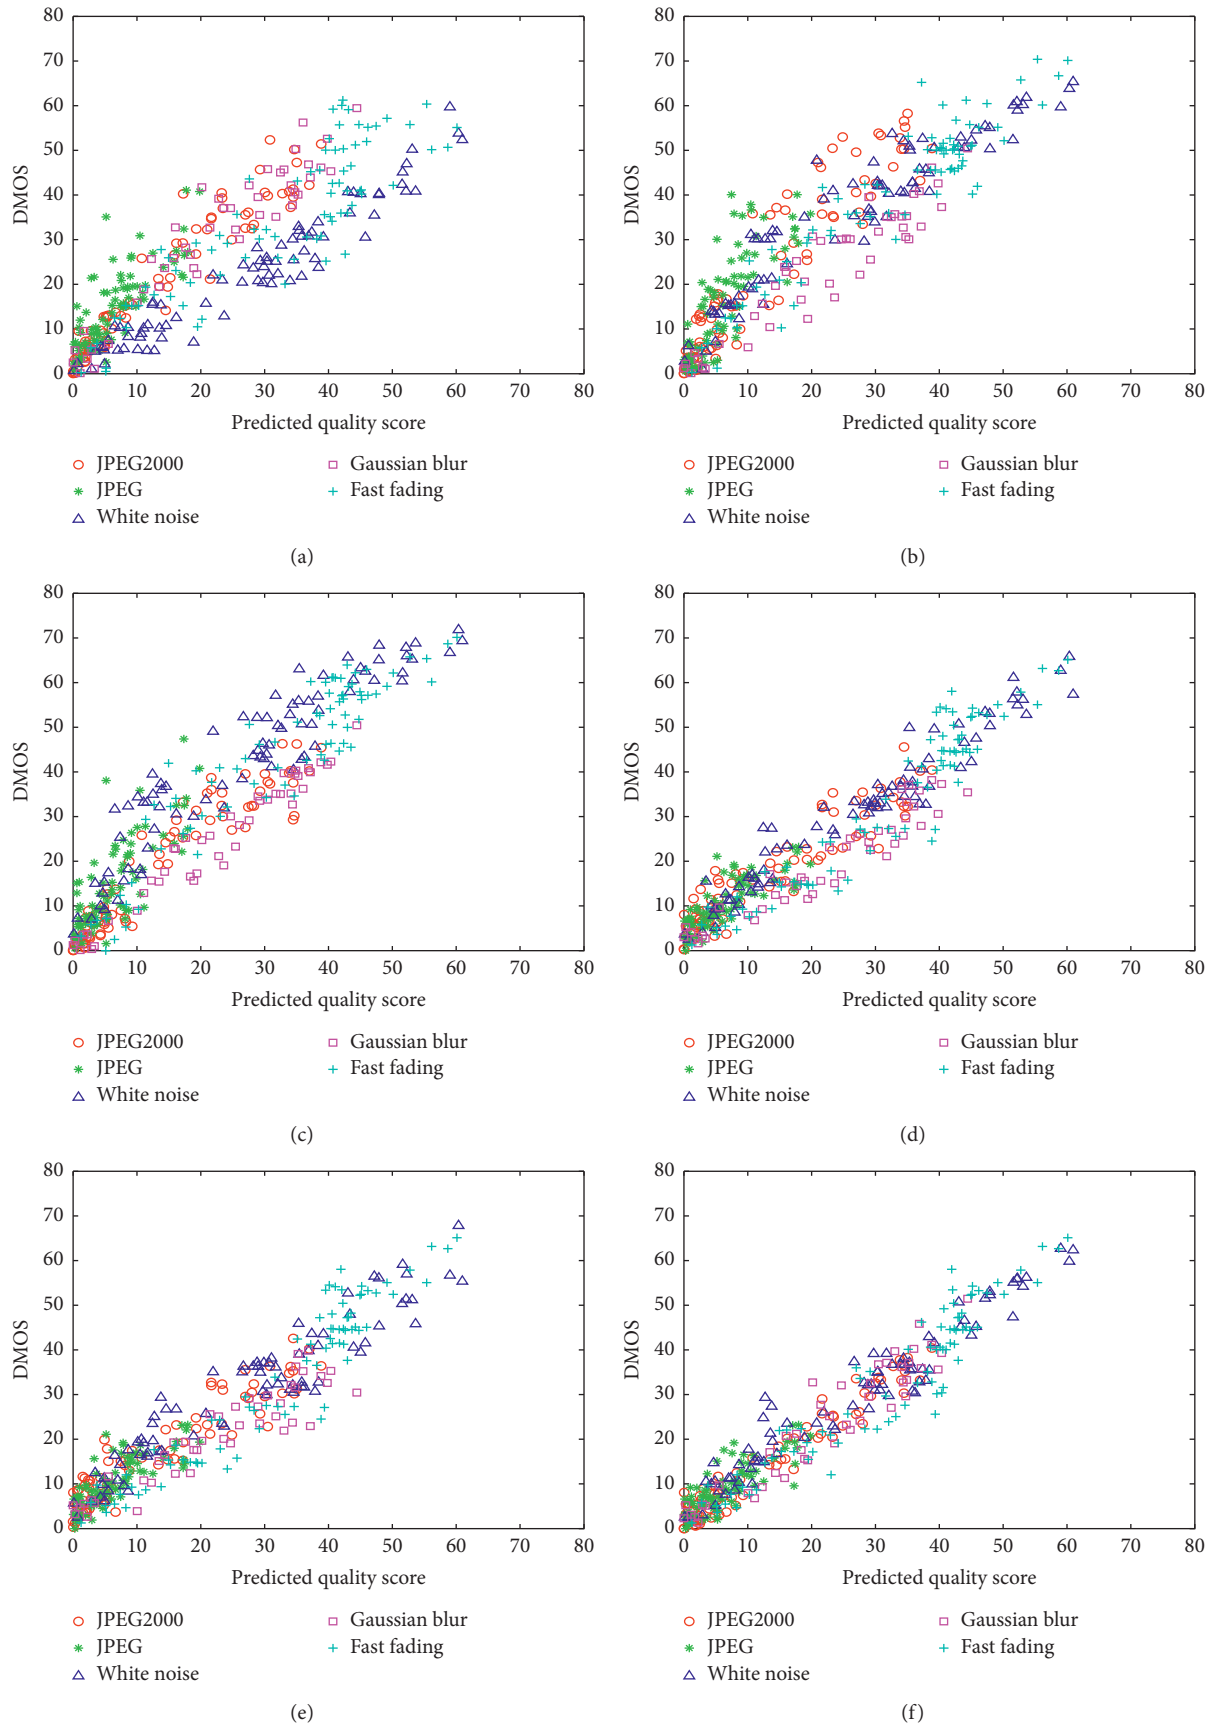 80
70
60
50
40
30
20
10
0
DMOS
0 10 20 30 40 50 60 70 80
Predicted quality score
JPEG2000
JPEG
White noise
Gaussian blur
Fast fading
(a)
80
70
60
50
40
30
20
10
0
DMOS
0 10 20 30 40 50 60 70 80
Predicted quality score
JPEG2000
JPEG
White noise
Gaussian blur
Fast fading
(b)
80
70
60
50
40
30
20
10
0
DMOS
0 10 20 30 40 50 60 70 80
Predicted quality score
JPEG2000
JPEG
White noise
Gaussian blur
Fast fading
(c)
80
70
60
50
40
30
20
10
0
DMOS
0 10 20 30 40 50 60 70 80
Predicted quality score
JPEG2000
JPEG
White noise
Gaussian blur
Fast fading
(d)
80
70
60
50
40
30
20
10
0
DMOS
0 10 20 30 40 50 60 70 80
Predicted quality score
JPEG2000
JPEG
White noise
Gaussian blur
Fast fading
(e)
80
70
60
50
40
30
20
10
0
DMOS
0 10 20 30 40 50 60 70 80
Predicted quality score
JPEG2000
JPEG
White noise
Gaussian blur
Fast fading
(f)